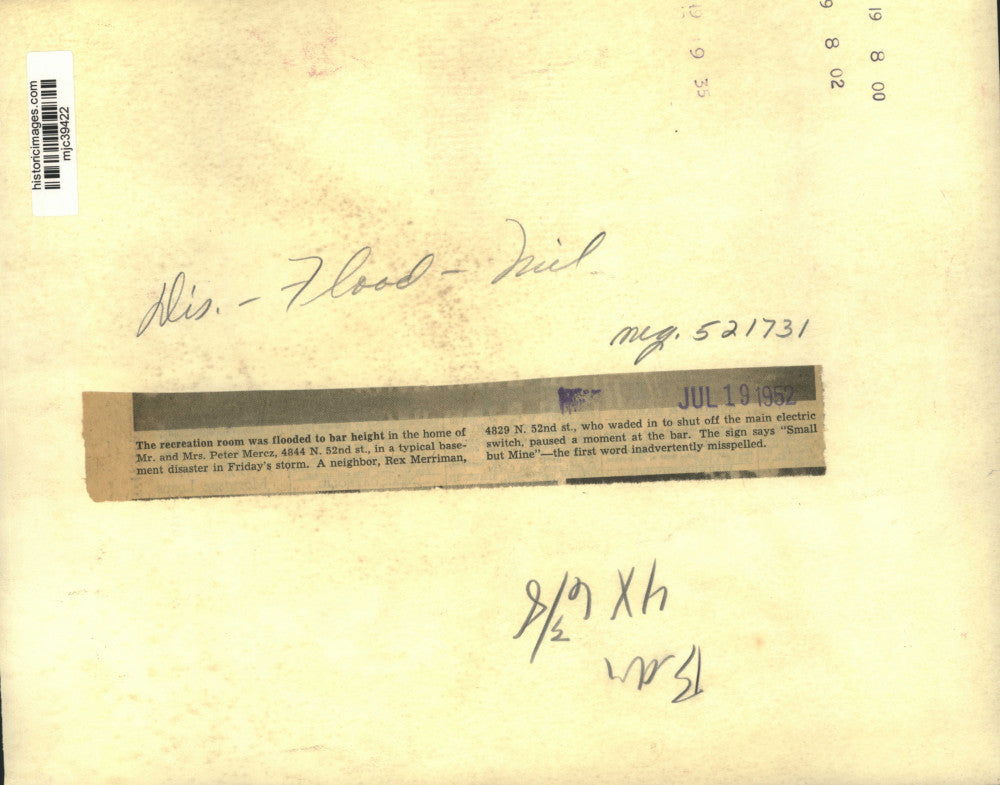 historicimages.com
mjc39422
19 9 35
9 8 02
19 8 00
Dis. - Flood - Mil
neg. 521731
JUL 19 1952
The recreation room was flooded to bar height in the home of
Mr. and Mrs. Peter Mercz, 4844 N. 52nd st., in a typical base-
ment disaster in Friday's storm. A neighbor, Rex Merriman,
4829 N. 52nd st., who waded in to shut off the main electric
switch, paused a moment at the bar. The sign says "Small
but Mine"—the first word inadvertently misspelled.
4 X 6 3/8